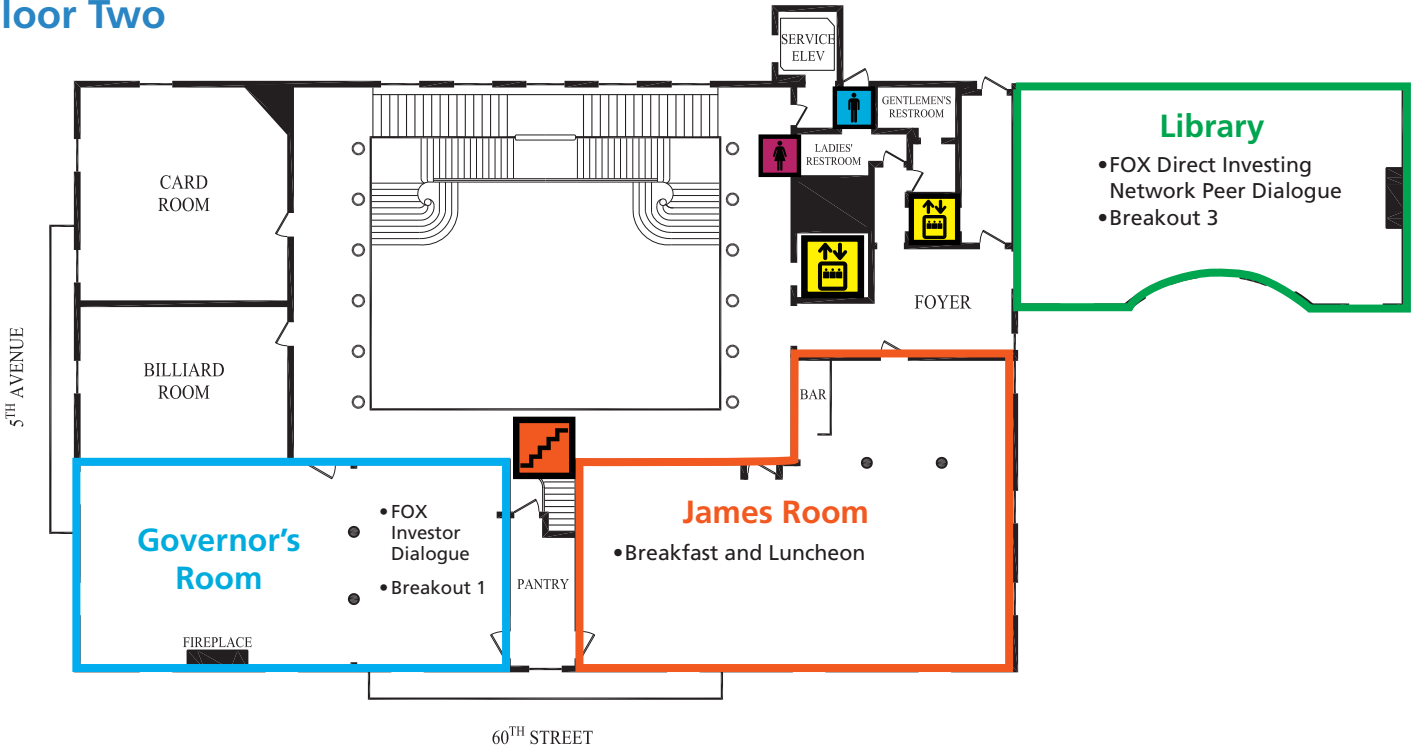 loor Two
SERVICE
ELEV
GENTLEMEN'S
RESTROOM
LADIES'
RESTROOM
Library
•FOX Direct Investing
Network Peer Dialogue
•Breakout 3
CARD
ROOM
FOYER
5TH AVENUE
BILLIARD
ROOM
BAR
Governor's
Room
•FOX
Investor
Dialogue
•Breakout 1
FIREPLACE
PANTRY
James Room
•Breakfast and Luncheon
60TH STREET